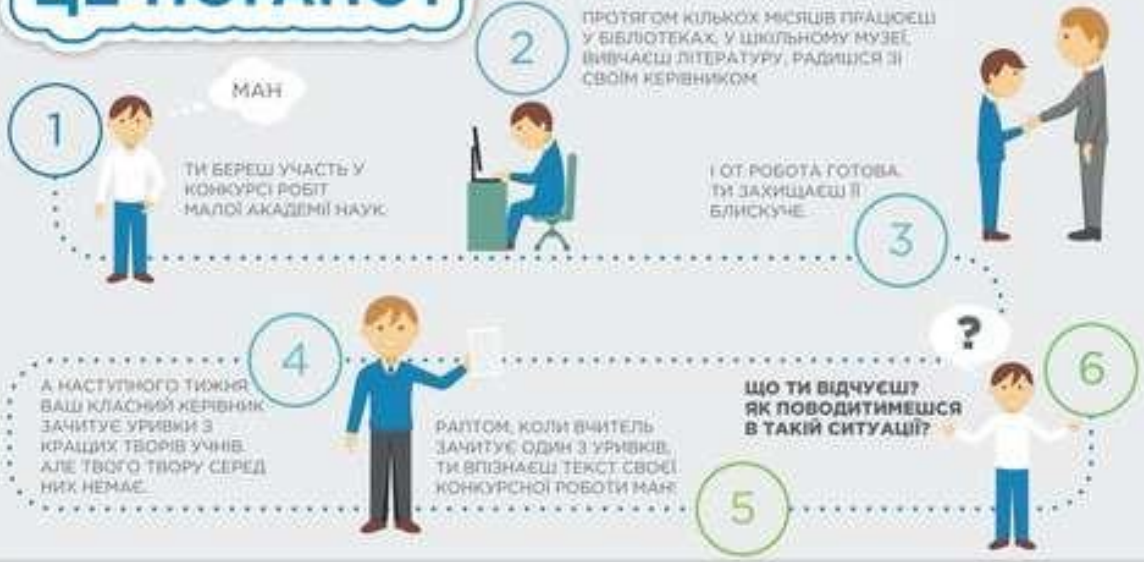 ЦЕ ПОГАНО?
1
МАН
ТИ БЕРЕШ УЧАСТЬ У
КОНКУРСІ РОБІТ
МАЛОЇ АКАДЕМІЇ НАУК.
2
ПРОТЯГОМ КІЛЬКОХ МІСЯЦІВ ПРАЦЮЄШ
У БІБЛІОТЕКАХ, У ШКІЛЬНОМУ МУЗЕЇ,
ВИВЧАЄШ ЛІТЕРАТУРУ, РАДИШСЯ ЗІ
СВОЇМ КЕРІВНИКОМ
І ОТ РОБОТА ГОТОВА.
ТИ ЗАХИЩАЄШ ЇЇ
БЛИСКУЧЕ.
3
4
А НАСТУПНОГО ТИЖНЯ
ВАШ КЛАСНИЙ КЕРІВНИК
ЗАЧИТУЄ УРИВКИ З
КРАЩИХ ТВОРІВ УЧНІВ.
АЛЕ ТВОГО ТВОРУ СЕРЕД
НИХ НЕМАЄ.
РАПТОМ, КОЛИ ВЧИТЕЛЬ
ЗАЧИТУЄ ОДИН З УРИВКІВ,
ТИ ВПІЗНАЄШ ТЕКСТ СВОЄЇ
КОНКУРСНОЇ РОБОТИ МАН!
5
?
6
ЩО ТИ ВІДЧУЄШ?
ЯК ПОВОДИТИМЕШСЯ
В ТАКІЙ СИТУАЦІЇ?